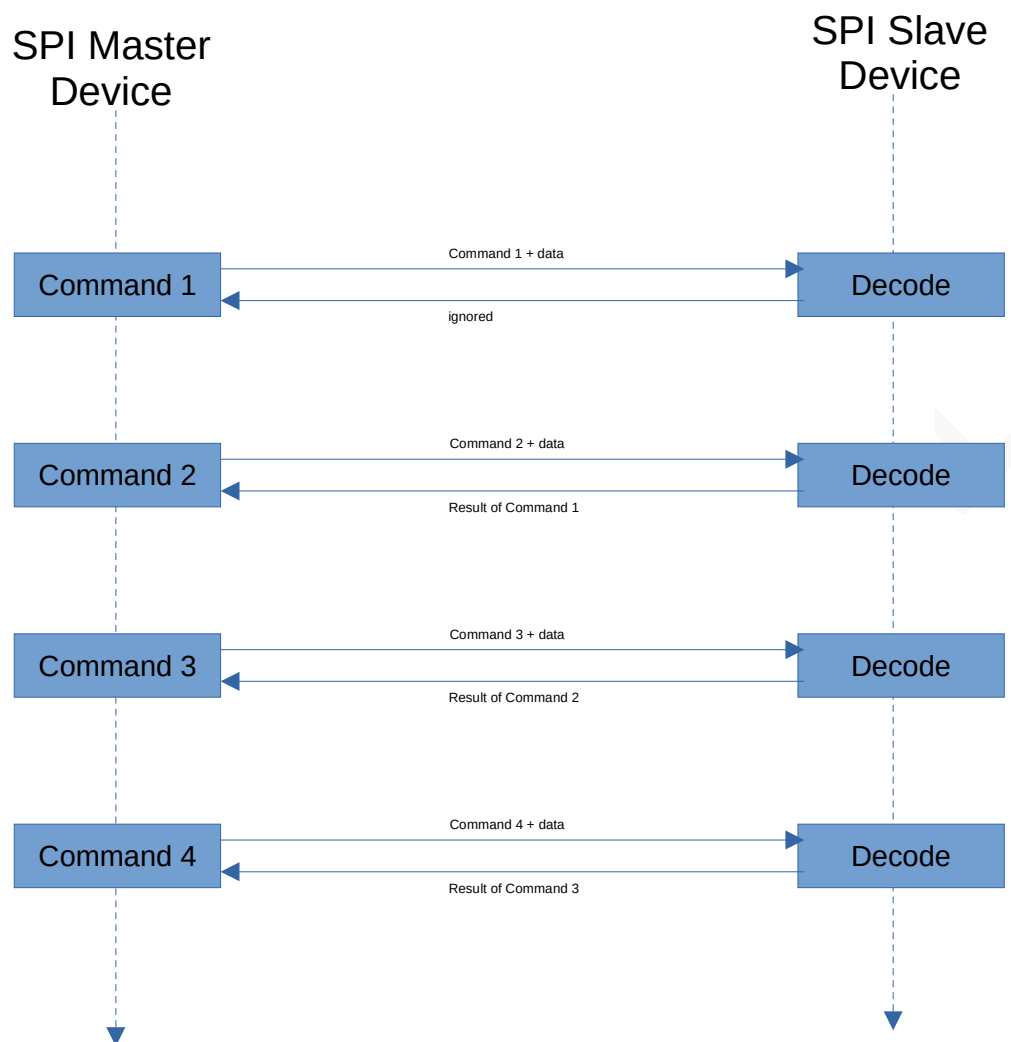 SPI Master
Device
SPI Slave
Device
Command 1
Command 1 + data
ignored
Decode
Command 2
Command 2 + data
Result of Command 1
Decode
Command 3
Command 3 + data
Result of Command 2
Decode
Command 4
Command 4 + data
Result of Command 3
Decode